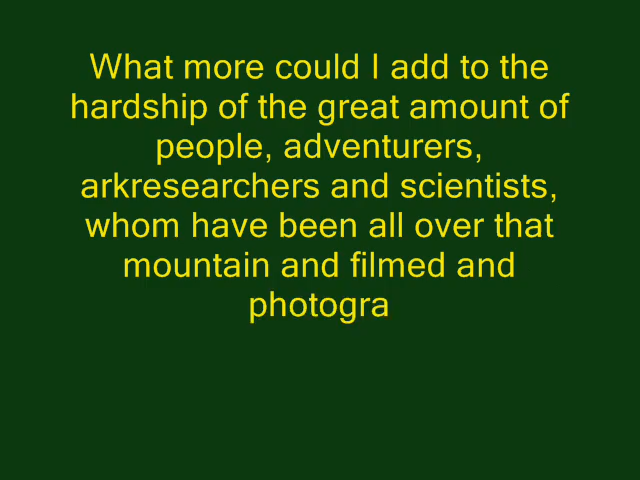 What more could I add to the
hardship of the great amount of
people, adventurers,
arkresearchers and scientists,
whom have been all over that
mountain and filmed and
photogra